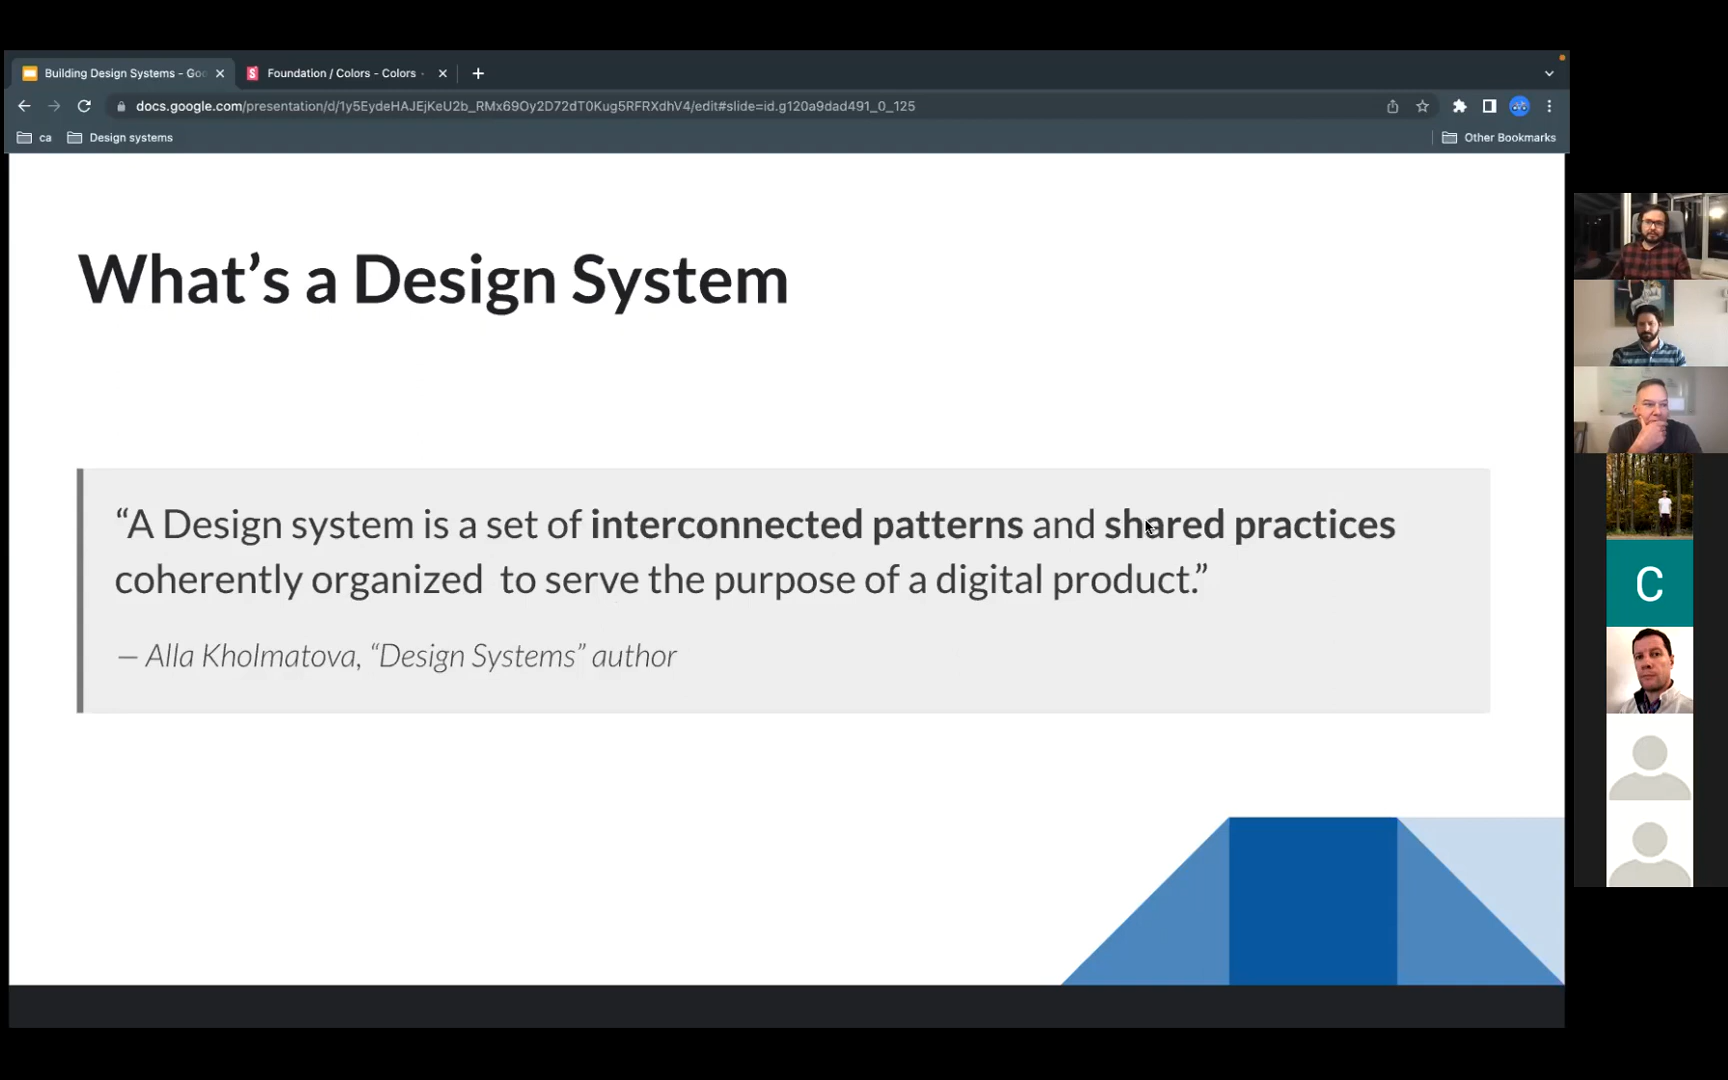 Building Design Systems - Goo
Foundation / Colors - Colors
docs.google.com/presentation/d/1y5EydeHAJEjKeU2b_RMx69Oy2D72dT0Kug5RFRXdhV4/edit#slide=id.g120a9dad491_0_125
ca
Design systems
Other Bookmarks
What’s a Design System
“A Design system is a set of interconnected patterns and shared practices
coherently organized to serve the purpose of a digital product.”
— Alla Kholmatova, “Design Systems” author
C